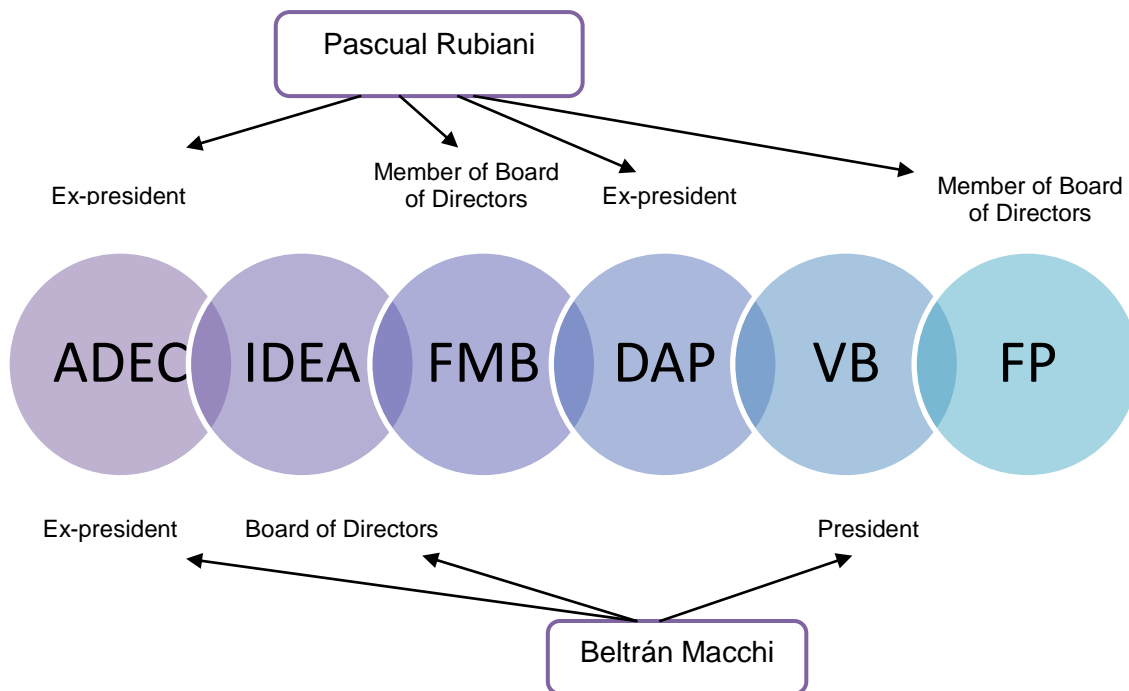 Pascual Rubiani
Ex-president
Member of Board
of Directors
Ex-president
Member of Board
of Directors
ADEC
IDEA
FMB
DAP
VB
FP
Ex-president
Board of Directors
President
Beltrán Macchi